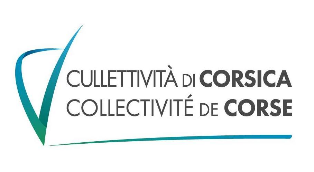 CULLETTIVITÀ DI CORSICA
COLLECTIVITÉ DE CORSE